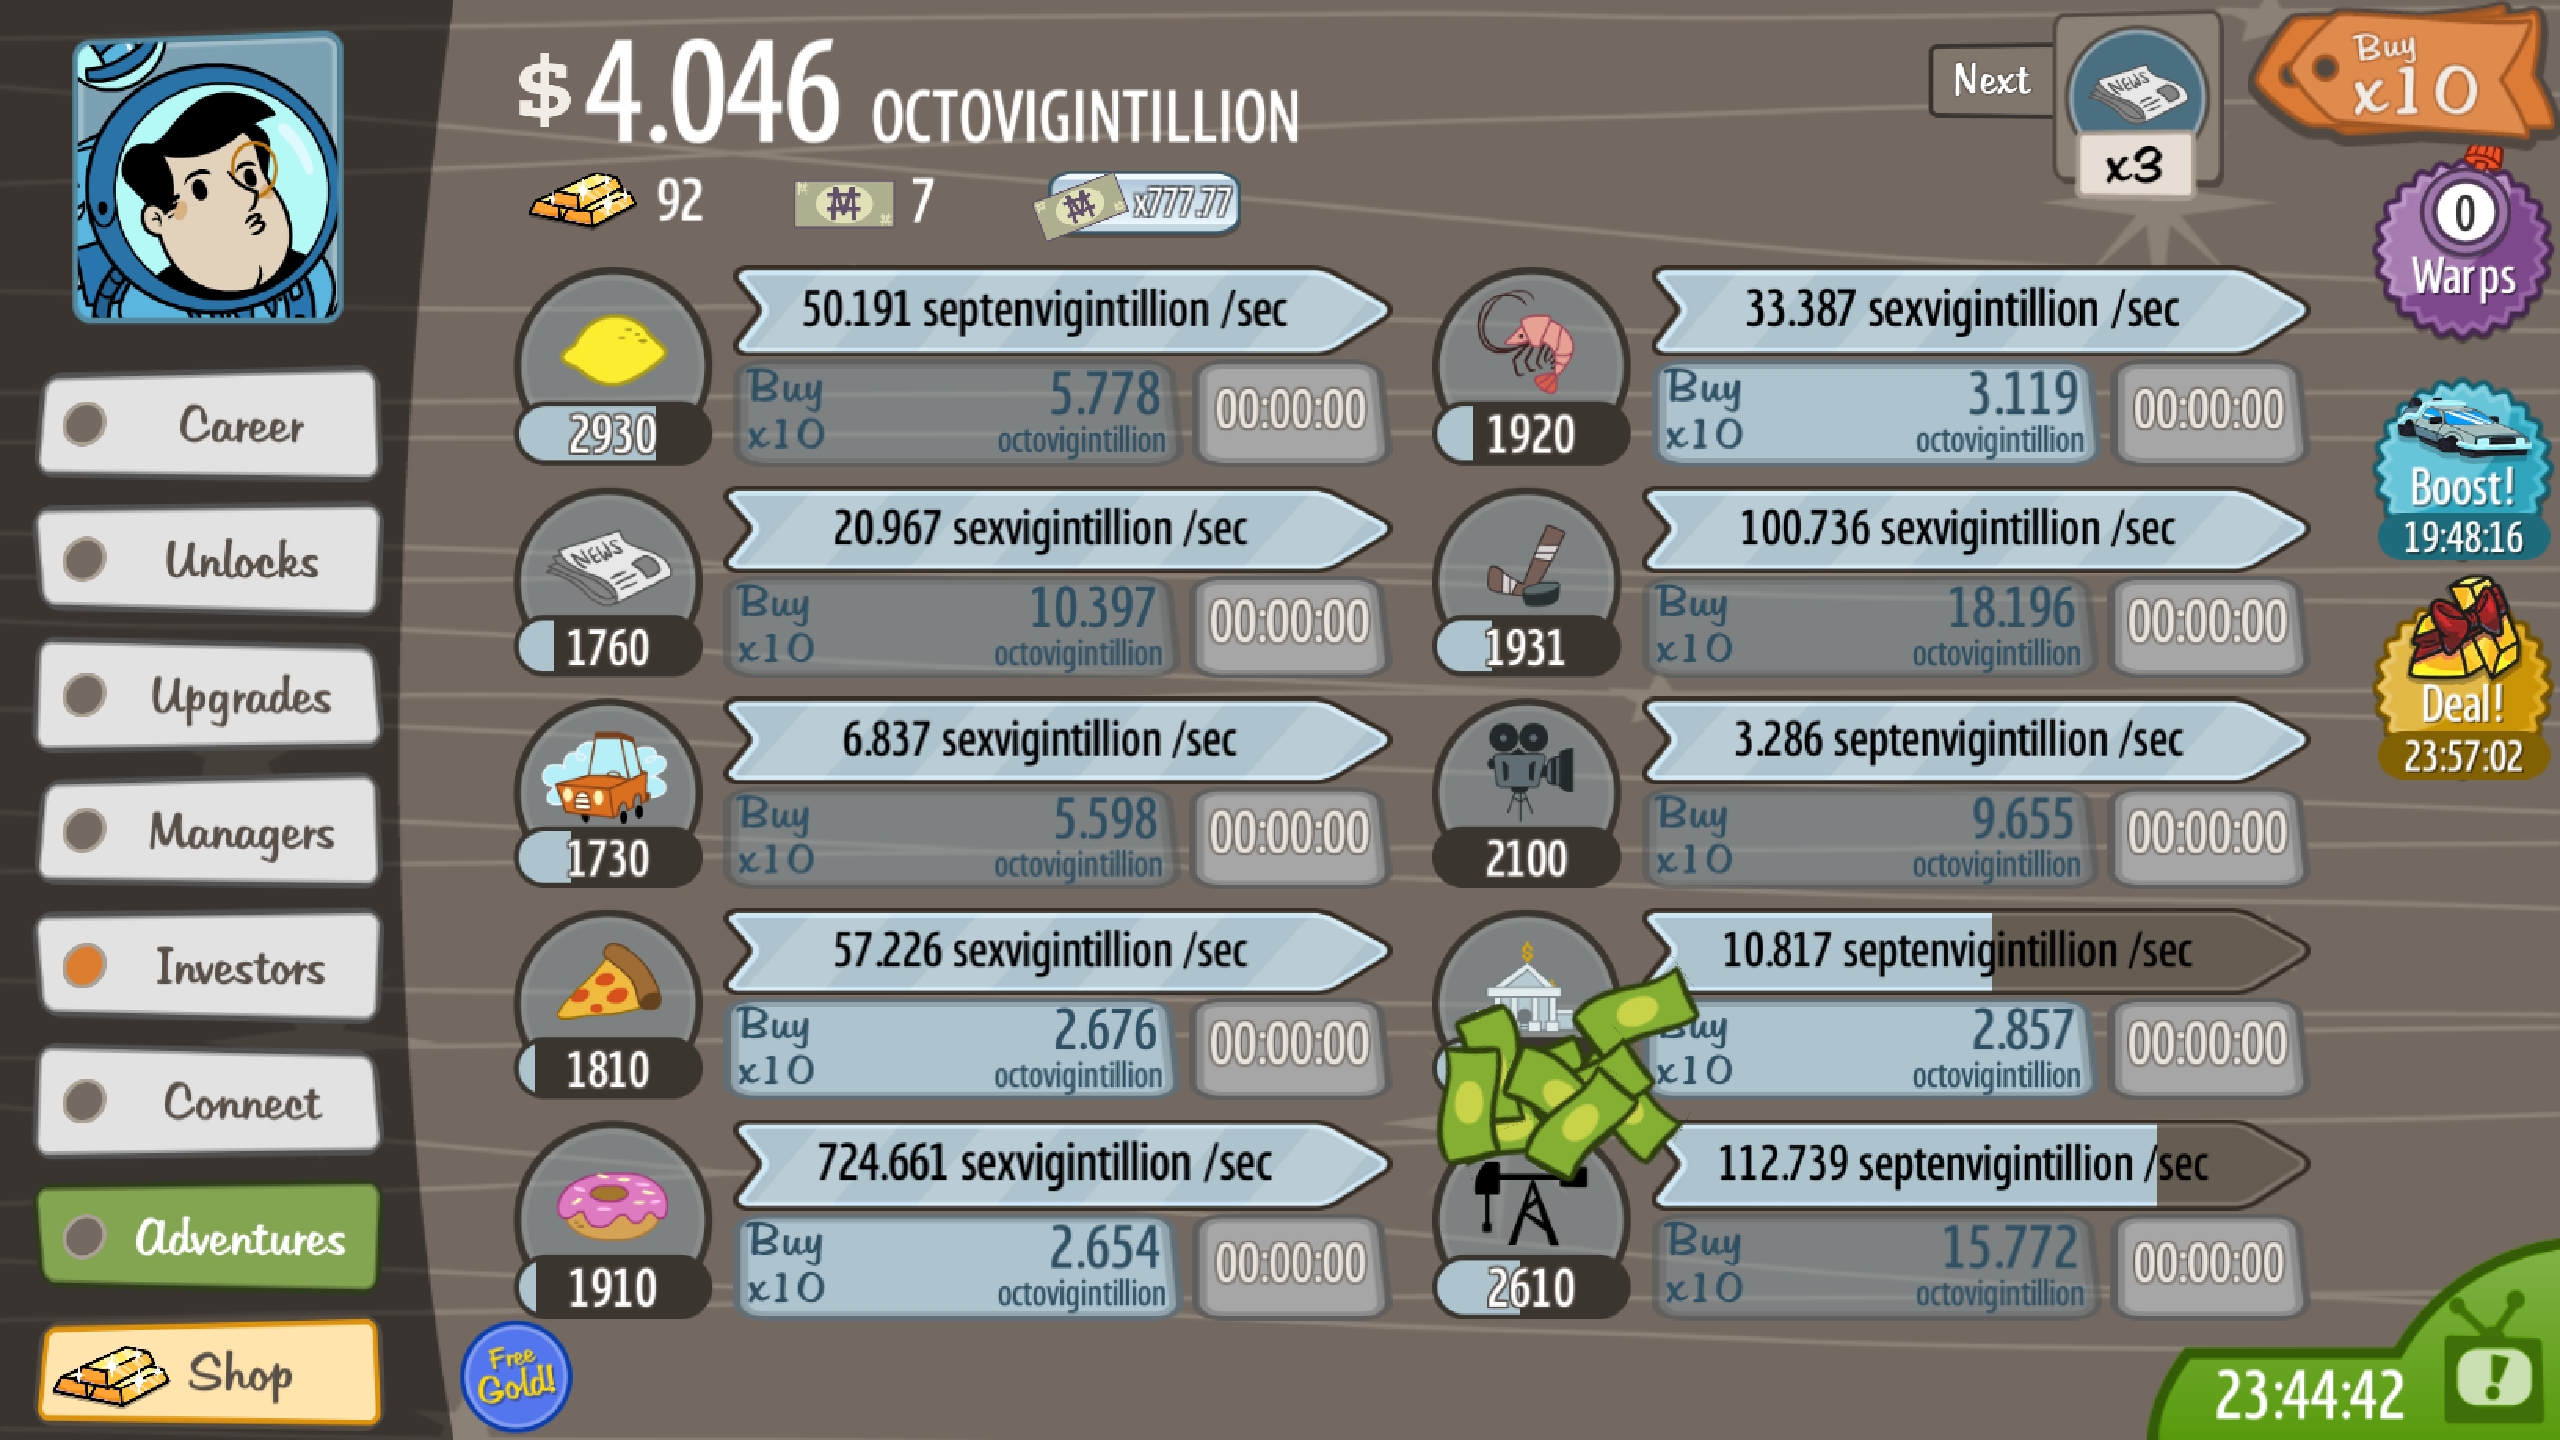 $4.046 OCTOVIGINTILLION
92
7
x777.77
Next
NEWS
x3
Buy
x10
0
Warps
Boost!
19:48:16
Deal!
23:57:02
Career
Unlocks
Upgrades
Managers
Investors
Connect
Adventures
Shop
50.191 septenvigintillion /sec
2930
Buy
x10
5.778
octovigintillion
00:00:00
33.387 sexvigintillion /sec
1920
Buy
x10
3.119
octovigintillion
00:00:00
20.967 sexvigintillion /sec
NEWS
1760
Buy
x10
10.397
octovigintillion
00:00:00
100.736 sexvigintillion /sec
1931
Buy
x10
18.196
octovigintillion
00:00:00
6.837 sexvigintillion /sec
1730
Buy
x10
5.598
octovigintillion
00:00:00
3.286 septenvigintillion /sec
2100
Buy
x10
9.655
octovigintillion
00:00:00
57.226 sexvigintillion /sec
1810
Buy
x10
2.676
octovigintillion
00:00:00
10.817 septenvigintillion /sec
$
Buy
x10
2.857
octovigintillion
00:00:00
724.661 sexvigintillion /sec
1910
Buy
x10
2.654
octovigintillion
00:00:00
112.739 septenvigintillion /sec
2610
Buy
x10
15.772
octovigintillion
00:00:00
Free
Gold!
23:44:42
!